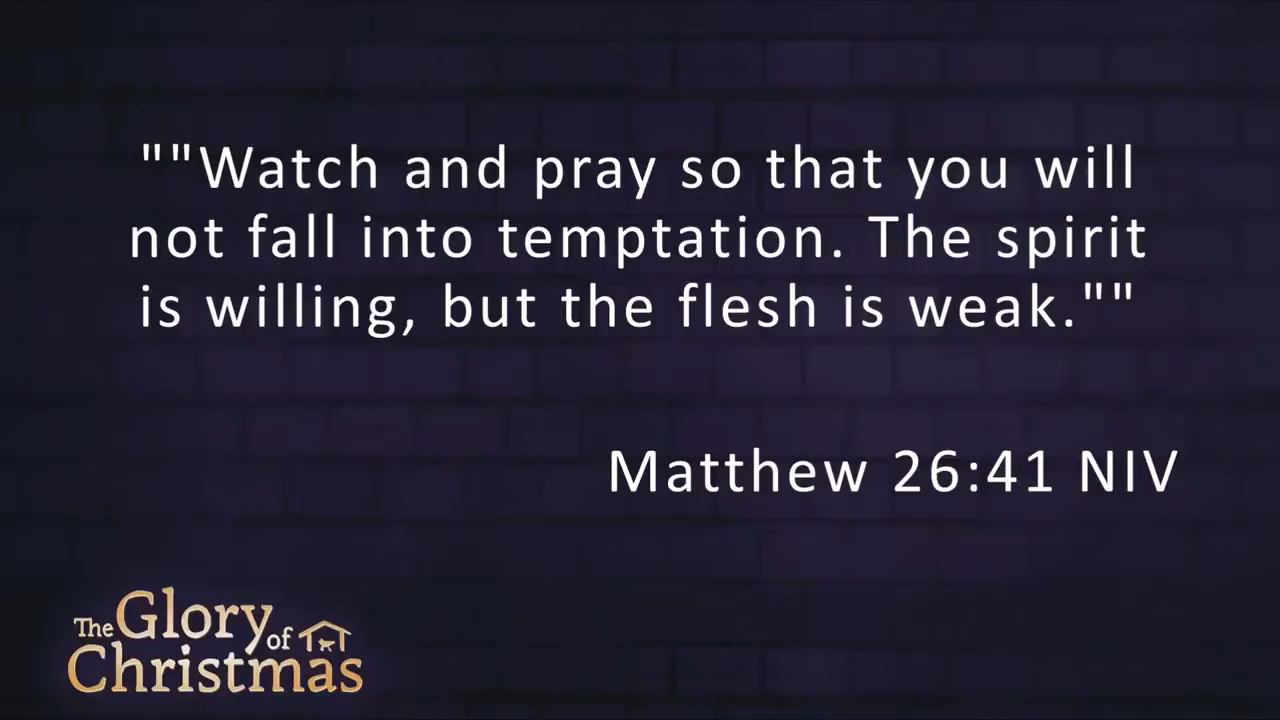 ""Watch and pray so that you will
not fall into temptation. The spirit
is willing, but the flesh is weak.""
Matthew 26:41 NIV
The Glory of
Christmas